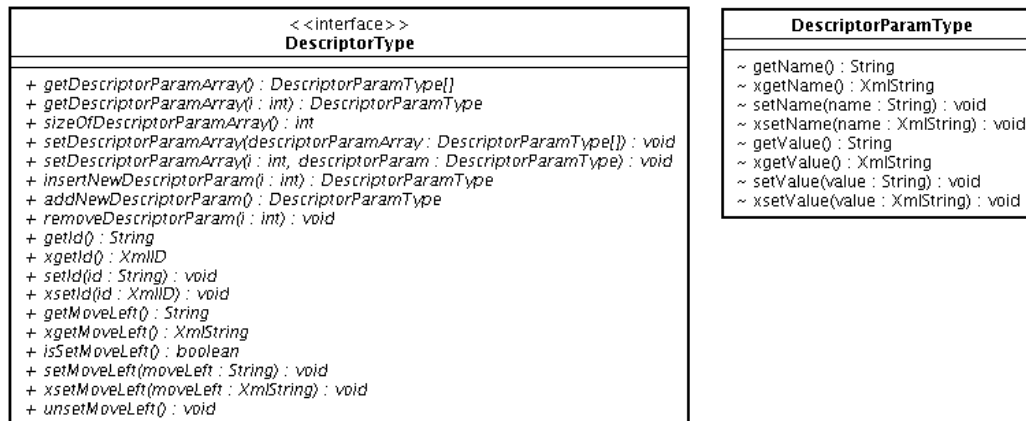 <<interface>>
DescriptorType
+ getDescriptorParamArray() : DescriptorParamType[]
+ getDescriptorParamArray(i : int) : DescriptorParamType
+ sizeOfDescriptorParamArray() : int
+ setDescriptorParamArray(descriptorParamArray : DescriptorParamType[]) : void
+ setDescriptorParamArray(i : int, descriptorParam : DescriptorParamType) : void
+ insertNewDescriptorParam(i : int) : DescriptorParamType
+ addNewDescriptorParam() : DescriptorParamType
+ removeDescriptorParam(i : int) : void
+ getId() : String
+ xgetId() : XmlID
+ setId(id : String) : void
+ xsetId(id : XmlID) : void
+ getMoveLeft() : String
+ xgetMoveLeft() : XmlString
+ isSetMoveLeft() : boolean
+ setMoveLeft(moveLeft : String) : void
+ xsetMoveLeft(moveLeft : XmlString) : void
+ unsetMoveLeft() : void
DescriptorParamType
~ getName() : String
~ xgetName() : XmlString
~ setName(name : String) : void
~ xsetName(name : XmlString) : void
~ getValue() : String
~ xgetValue() : XmlString
~ setValue(value : String) : void
~ xsetValue(value : XmlString) : void